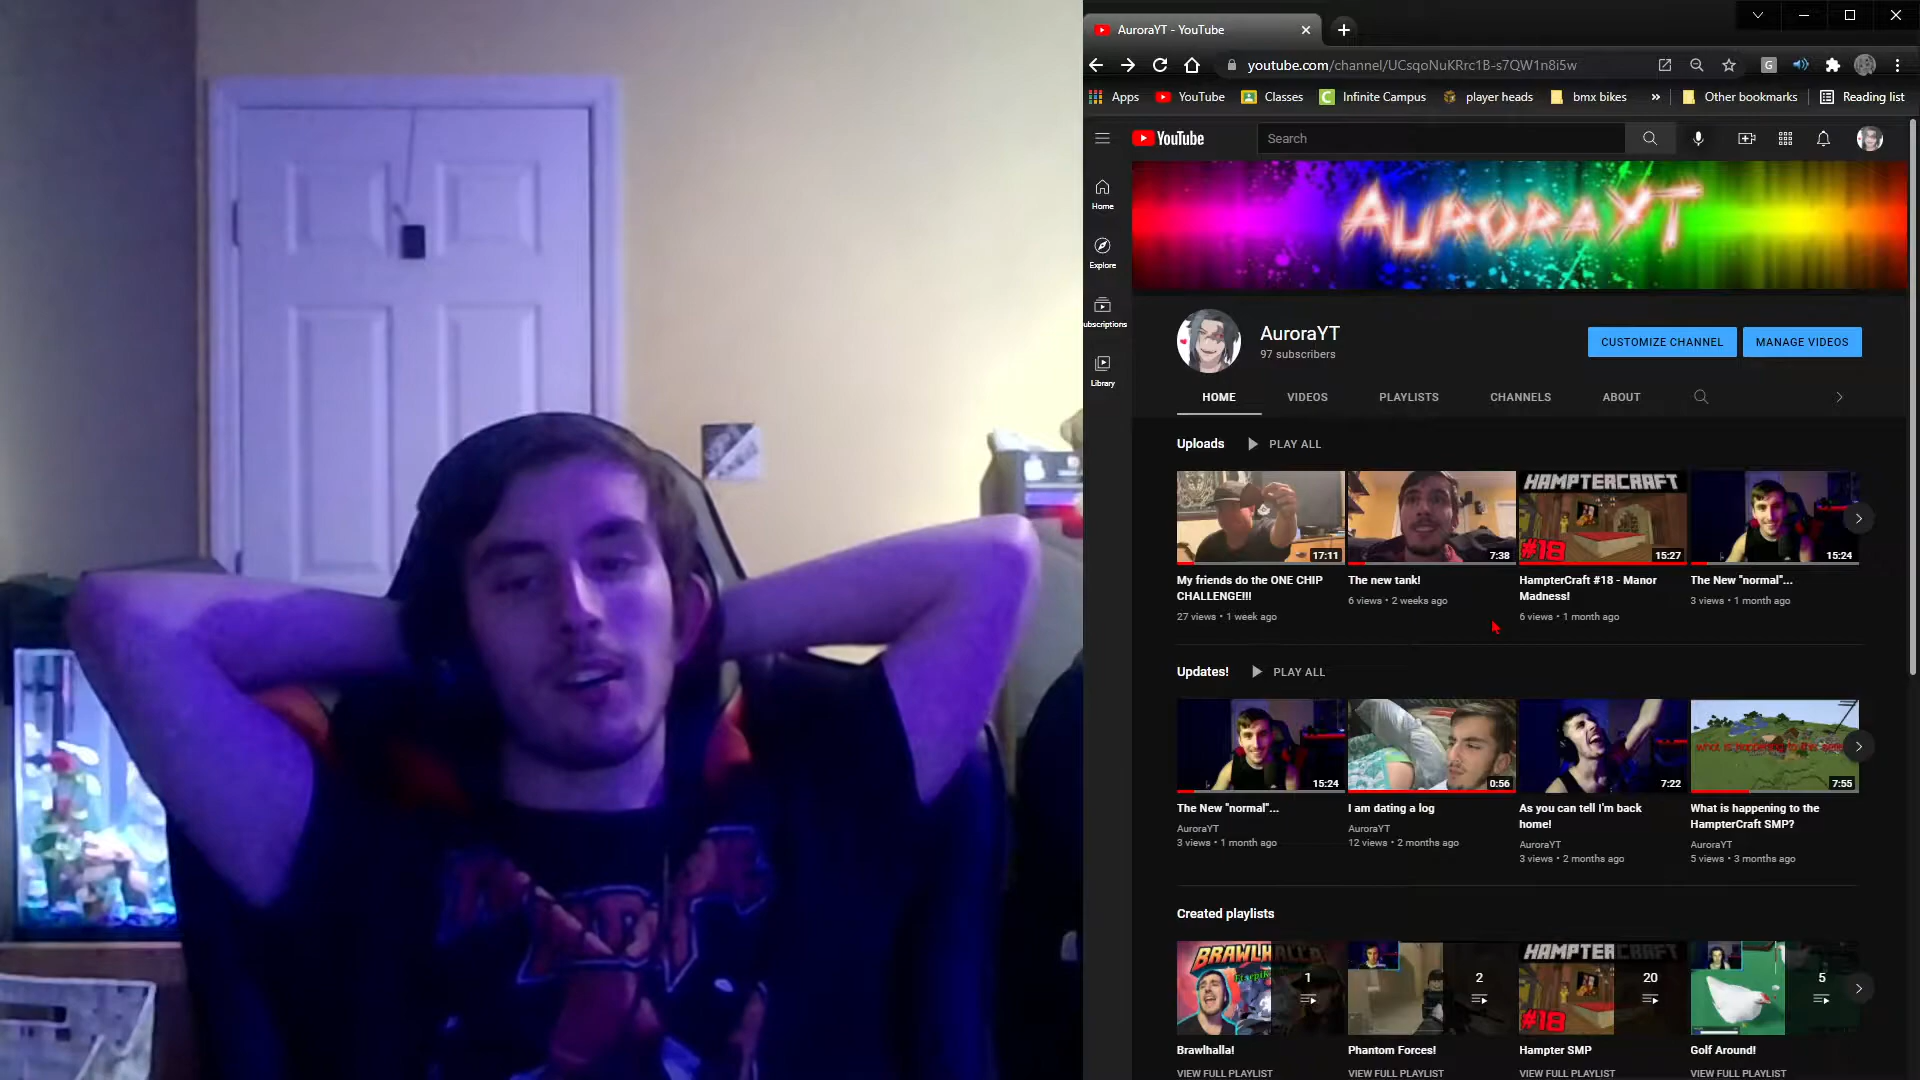 AuroraYT - YouTube
youtube.com/channel/UCsqoNuKRrc1B-s7QW1n8i5w
Apps YouTube Classes Infinite Campus player heads bmx bikes » Other bookmarks Reading list
YouTube
Search
Home
Explore
ubscriptions
Library
AURORAYT
AuroraYT
97 subscribers
CUSTOMIZE CHANNEL MANAGE VIDEOS
HOME VIDEOS PLAYLISTS CHANNELS ABOUT
Uploads PLAY ALL
HAMPTERCRAFT
#18
17:11 7:38 15:27 15:24
My friends do the ONE CHIP
CHALLENGE!!!
27 views • 1 week ago
The new tank!
6 views • 2 weeks ago
HampterCraft #18 - Manor
Madness!
6 views • 1 month ago
The New "normal"...
3 views • 1 month ago
Updates! PLAY ALL
what is happening to this
15:24 0:56 7:22 7:55
The New "normal"...
AuroraYT
3 views • 1 month ago
I am dating a log
AuroraYT
12 views • 2 months ago
As you can tell I'm back
home!
AuroraYT
3 views • 2 months ago
What is happening to the
HampterCraft SMP?
AuroraYT
5 views • 3 months ago
Created playlists
BRAWLHALLA
HAMPTERCRAFT
#18
1 2 20 5
Brawlhalla! Phantom Forces! Hampter SMP Golf Around!
VIEW FULL PLAYLIST VIEW FULL PLAYLIST VIEW FULL PLAYLIST VIEW FULL PLAYLIST